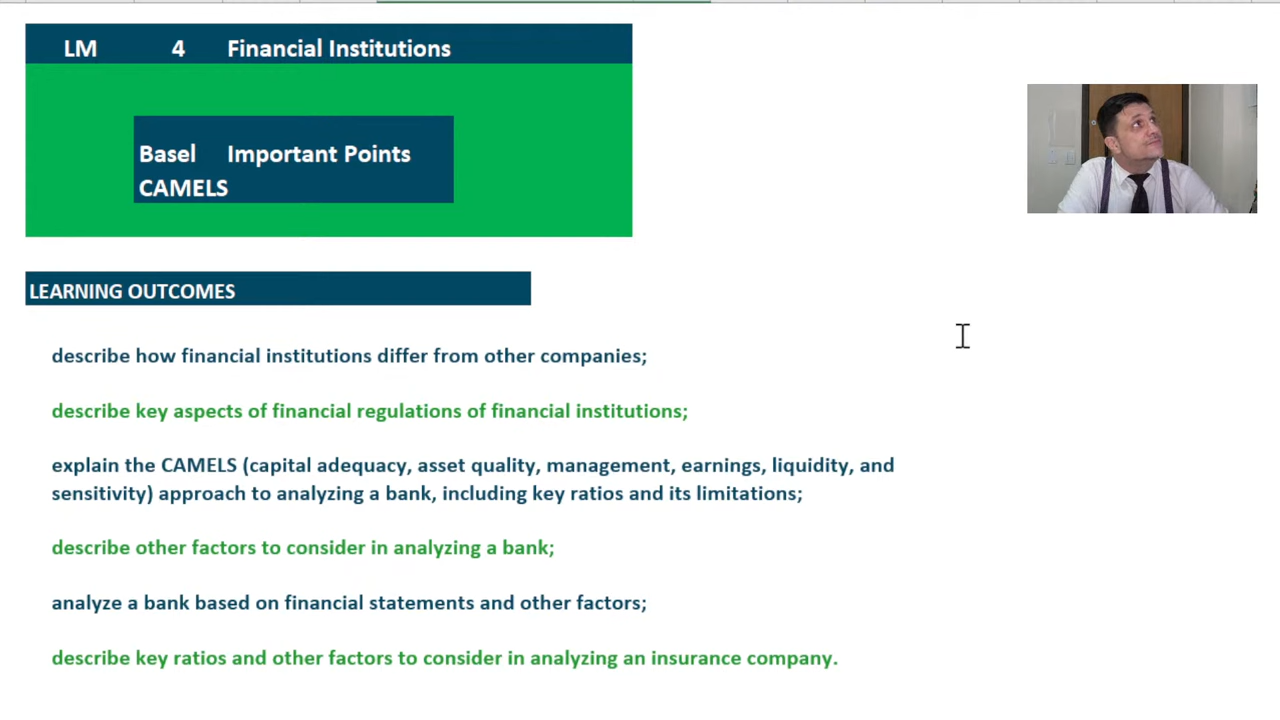 LM 4 Financial Institutions
Basel Important Points
CAMELS
LEARNING OUTCOMES
describe how financial institutions differ from other companies;
describe key aspects of financial regulations of financial institutions;
explain the CAMELS (capital adequacy, asset quality, management, earnings, liquidity, and
sensitivity) approach to analyzing a bank, including key ratios and its limitations;
describe other factors to consider in analyzing a bank;
analyze a bank based on financial statements and other factors;
describe key ratios and other factors to consider in analyzing an insurance company.